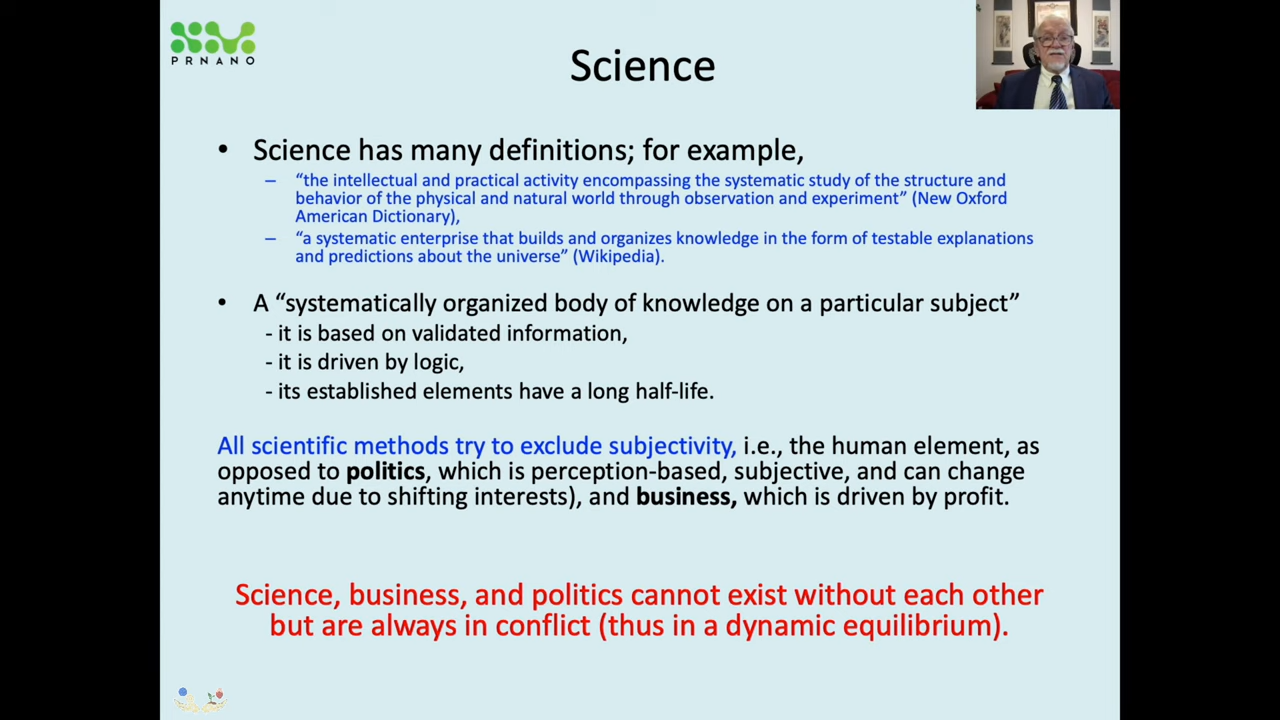 PRNANO
Science
• Science has many definitions; for example,
– “the intellectual and practical activity encompassing the systematic study of the structure and
behavior of the physical and natural world through observation and experiment” (New Oxford
American Dictionary),
– “a systematic enterprise that builds and organizes knowledge in the form of testable explanations
and predictions about the universe” (Wikipedia).
• A “systematically organized body of knowledge on a particular subject”
- it is based on validated information,
- it is driven by logic,
- its established elements have a long half-life.
All scientific methods try to exclude subjectivity, i.e., the human element, as
opposed to politics, which is perception-based, subjective, and can change
anytime due to shifting interests), and business, which is driven by profit.
Science, business, and politics cannot exist without each other
but are always in conflict (thus in a dynamic equilibrium).